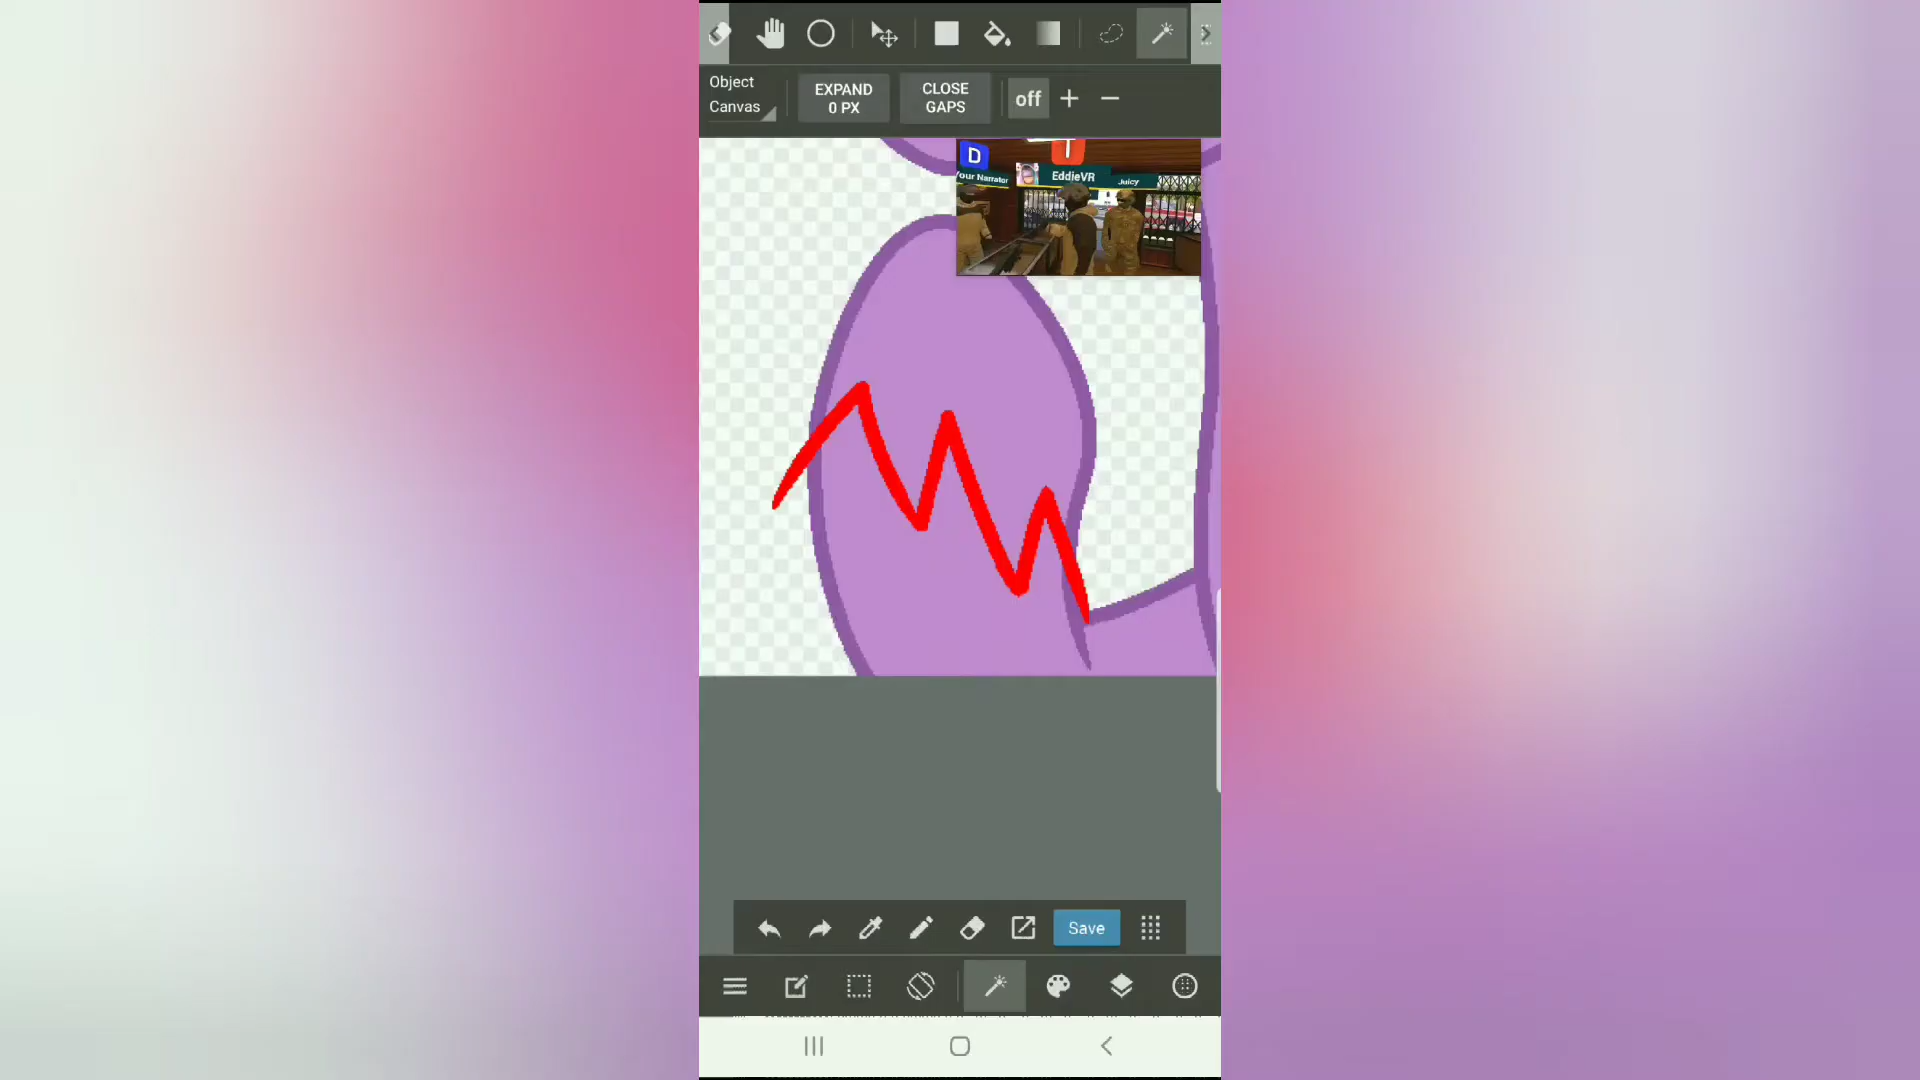 Object
Canvas
EXPAND
0 PX
CLOSE
GAPS
off
D
T
Your Narrator
EddieVR
Juicy
Save